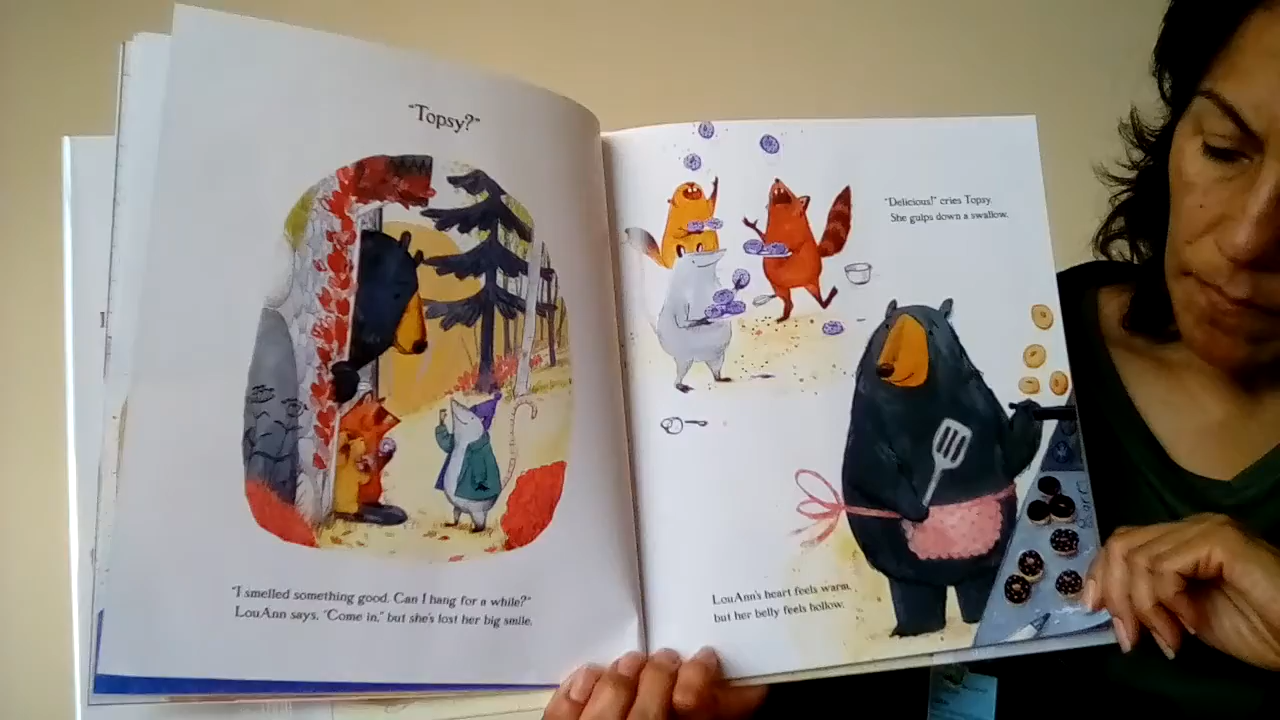 "Topsy?"
"I smelled something good. Can I hang for a while?"
LouAnn says, "Come in," but she's lost her big smile.
"Delicious!" cries Topsy.
She gulps down a swallow.
LouAnn's heart feels warm,
but her belly feels hollow.